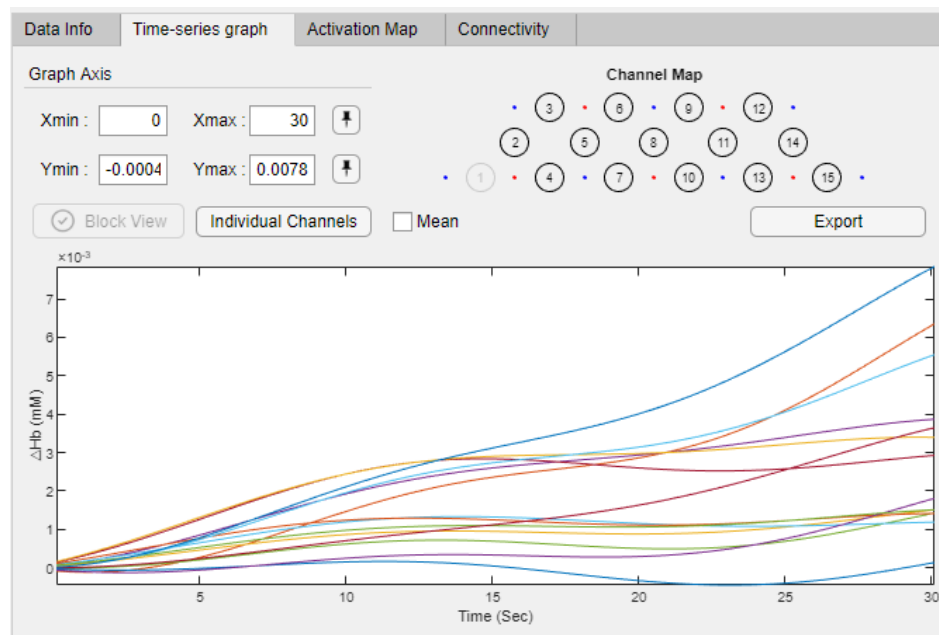 Data Info Time-series graph Activation Map Connectivity
Graph Axis
Channel Map
Xmin : 0 Xmax : 30
3 6 9 12
2 5 8 11 14
Ymin : -0.0004 Ymax : 0.0078
1 4 7 10 13 15
Block View Individual Channels Mean Export
×10⁻³
7
6
5
4
3
2
1
0
△Hb (mM)
5 10 15 20 25 30
Time (Sec)